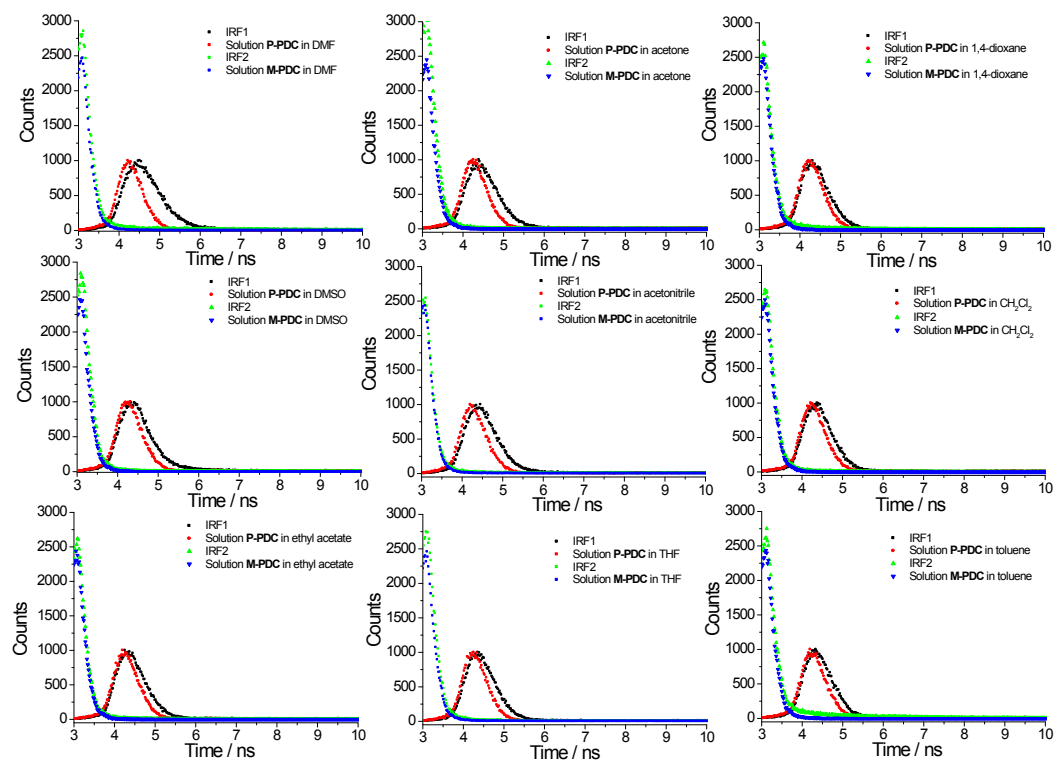 3000
2500
2000
1500
1000
500
0
Counts
IRF1
Solution P-PDC in DMF
IRF2
Solution M-PDC in DMF
3 4 5 6 7 8 9 10
Time / ns
3000
2500
2000
1500
1000
500
0
Counts
IRF1
Solution P-PDC in acetone
IRF2
Solution M-PDC in acetone
3 4 5 6 7 8 9 10
Time / ns
3000
2500
2000
1500
1000
500
0
Counts
IRF1
Solution P-PDC in 1,4-dioxane
IRF2
Solution M-PDC in 1,4-dioxane
3 4 5 6 7 8 9 10
Time / ns
3000
2500
2000
1500
1000
500
0
Counts
IRF1
Solution P-PDC in DMSO
IRF2
Solution M-PDC in DMSO
3 4 5 6 7 8 9 10
Time / ns
3000
2500
2000
1500
1000
500
0
Counts
IRF1
Solution P-PDC in acetonitrile
IRF2
Solution M-PDC in acetonitrile
3 4 5 6 7 8 9 10
Time / ns
3000
2500
2000
1500
1000
500
0
Counts
IRF1
Solution P-PDC in CH₂Cl₂
IRF2
Solution M-PDC in CH₂Cl₂
3 4 5 6 7 8 9 10
Time / ns
3000
2500
2000
1500
1000
500
0
Counts
IRF1
Solution P-PDC in ethyl acetate
IRF2
Solution M-PDC in ethyl acetate
3 4 5 6 7 8 9 10
Time / ns
3000
2500
2000
1500
1000
500
0
Counts
IRF1
Solution P-PDC in THF
IRF2
Solution M-PDC in THF
3 4 5 6 7 8 9 10
Time / ns
3000
2500
2000
1500
1000
500
0
Counts
IRF1
Solution P-PDC in toluene
IRF2
Solution M-PDC in toluene
3 4 5 6 7 8 9 10
Time / ns